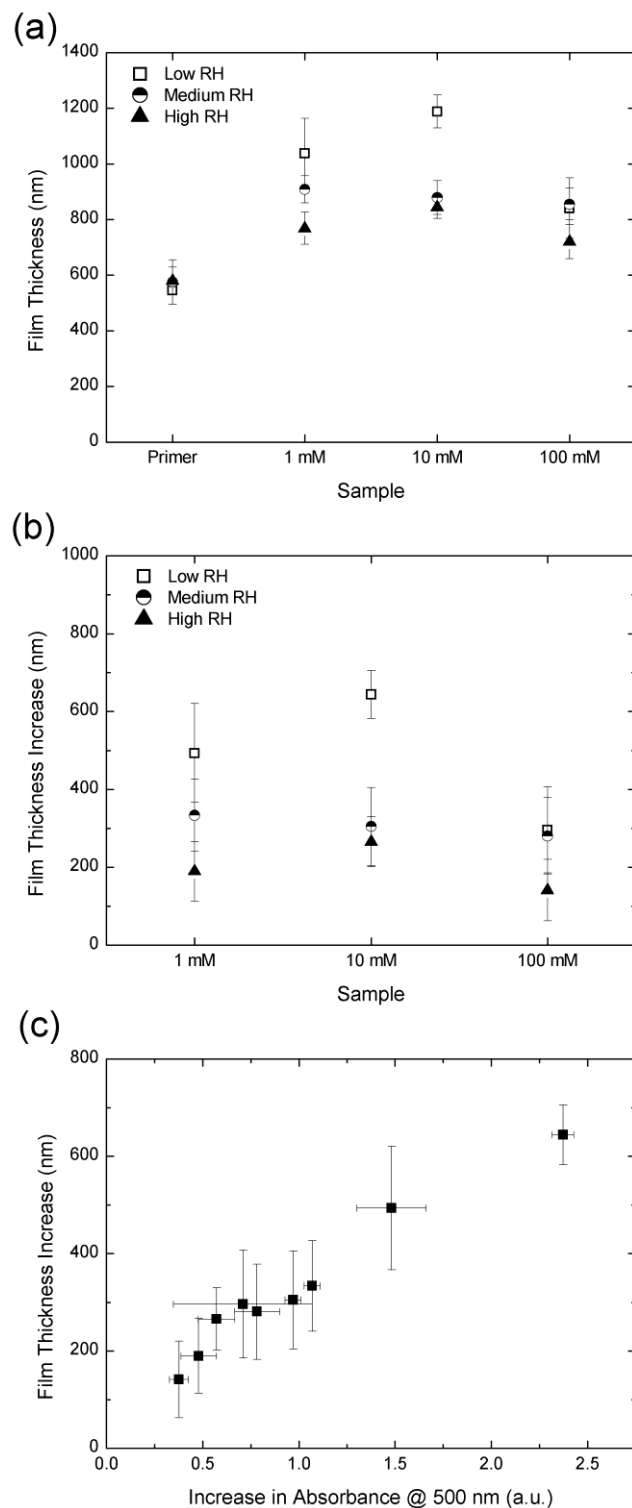 (a)
1400
1200
1000
800
600
400
200
0
Film Thickness (nm)
Low RH
Medium RH
High RH
Primer 1 mM 10 mM 100 mM
Sample
(b)
1000
800
600
400
200
0
Film Thickness Increase (nm)
Low RH
Medium RH
High RH
1 mM 10 mM 100 mM
Sample
(c)
800
600
400
200
0
Film Thickness Increase (nm)
0.0 0.5 1.0 1.5 2.0 2.5
Increase in Absorbance @ 500 nm (a.u.)